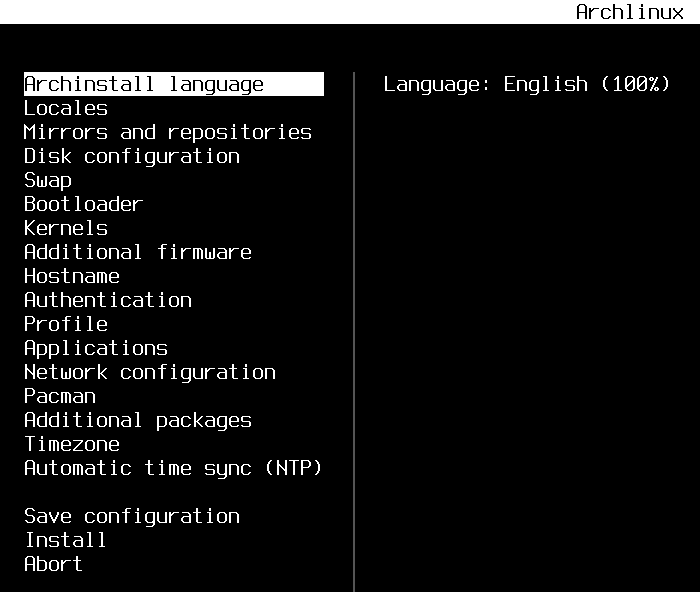 Archlinux
Archinstall language
Language: English (100%)
Locales
Mirrors and repositories
Disk configuration
Swap
Bootloader
Kernels
Additional firmware
Hostname
Authentication
Profile
Applications
Network configuration
Pacman
Additional packages
Timezone
Automatic time sync (NTP)
Save configuration
Install
Abort